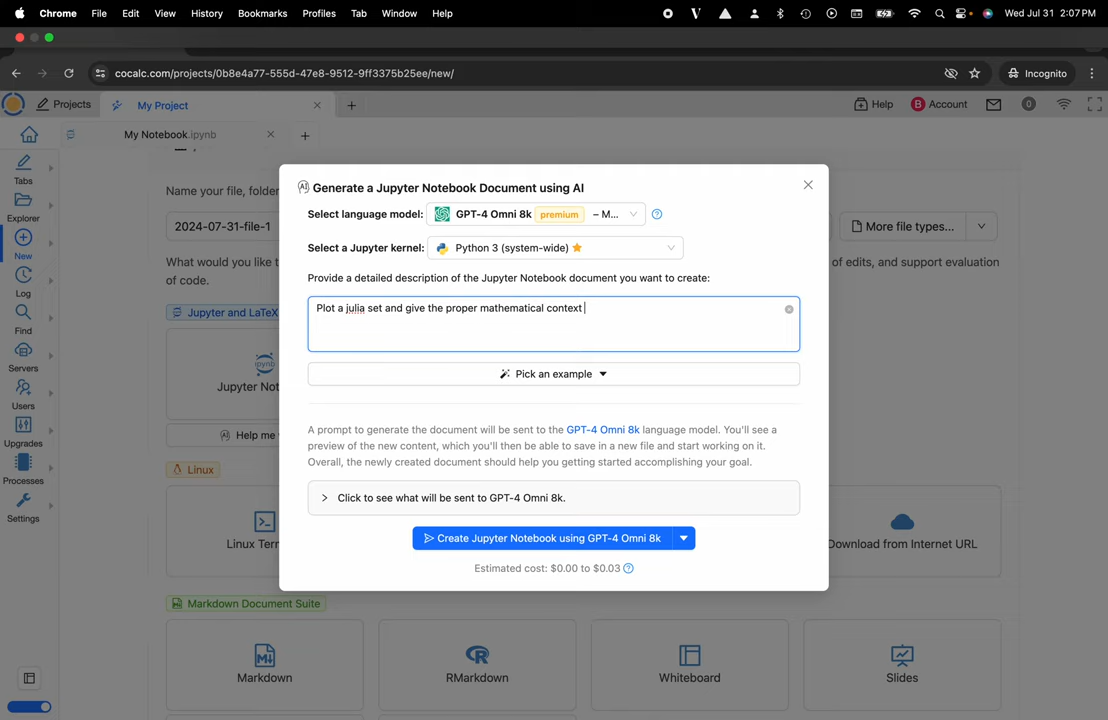 Chrome File Edit View History Bookmarks Profiles Tab Window Help Wed Jul 31 2:07 PM
cocalc.com/projects/0b8e4a77-555d-47e8-9512-9ff3375b25ee/new/ Incognito
Projects My Project Help B Account 0
My Notebook.ipynb
Tabs
Explorer
New
Log
Find
Servers
Users
Upgrades
Processes
Settings
Name your file, folder
2024-07-31-file-1 More file types...
What would you like t of edits, and support evaluation
of code.
Jupyter and LaTeX
ipynb
Jupyter Not
AI Help me
Linux
Linux Tern Download from Internet URL
Markdown Document Suite
Markdown RMarkdown Whiteboard Slides
AI Generate a Jupyter Notebook Document using AI
Select language model: GPT-4 Omni 8k premium – M...
Select a Jupyter kernel: Python 3 (system-wide)
Provide a detailed description of the Jupyter Notebook document you want to create:
Plot a julia set and give the proper mathematical context
Pick an example
A prompt to generate the document will be sent to the GPT-4 Omni 8k language model. You'll see a
preview of the new content, which you'll then be able to save in a new file and start working on it.
Overall, the newly created document should help you getting started accomplishing your goal.
Click to see what will be sent to GPT-4 Omni 8k.
Create Jupyter Notebook using GPT-4 Omni 8k
Estimated cost: $0.00 to $0.03